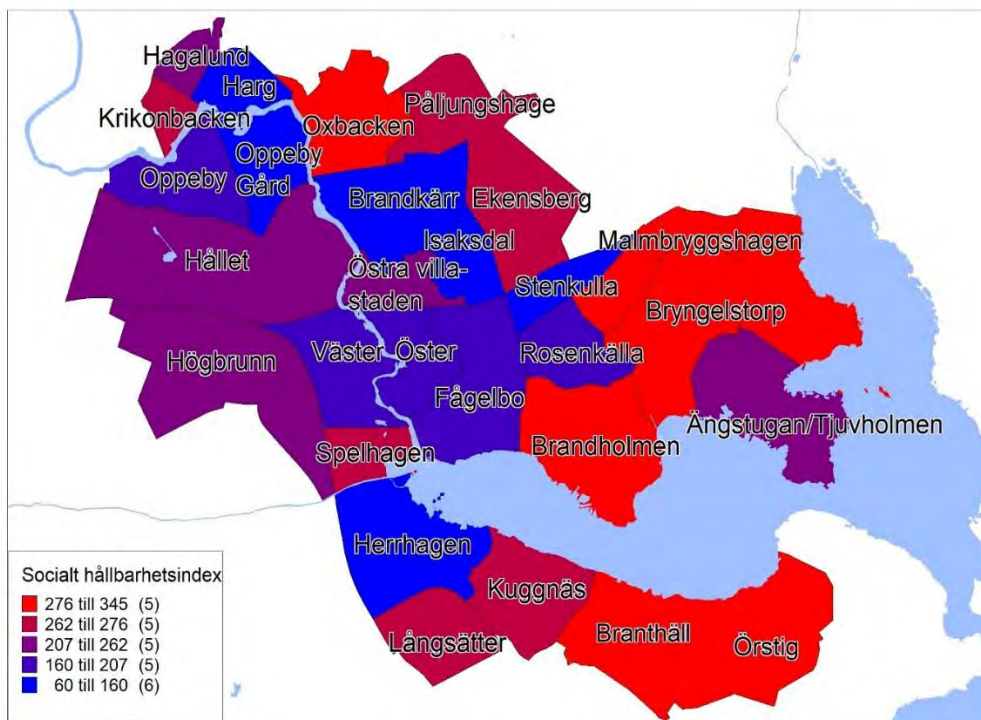 Hagalund
Harg
Krikonbacken
Oxbacken
Påljungshage
Oppeby
Oppeby
Gård
Brandkärr
Ekensberg
Isaksdal
Malmbryggshagen
Hållet
Östra villa-
staden
Stenkulla
Bryngelstorp
Högbrunn
Väster
Öster
Rosenkälla
Fågelbo
Ängstugan/Tjuvholmen
Spelhagen
Brandholmen
Herrhagen
Kuggnäs
Långsätter
Branthäll
Örstig
Socialt hållbarhetsindex
276 till 345 (5)
262 till 276 (5)
207 till 262 (5)
160 till 207 (5)
60 till 160 (6)